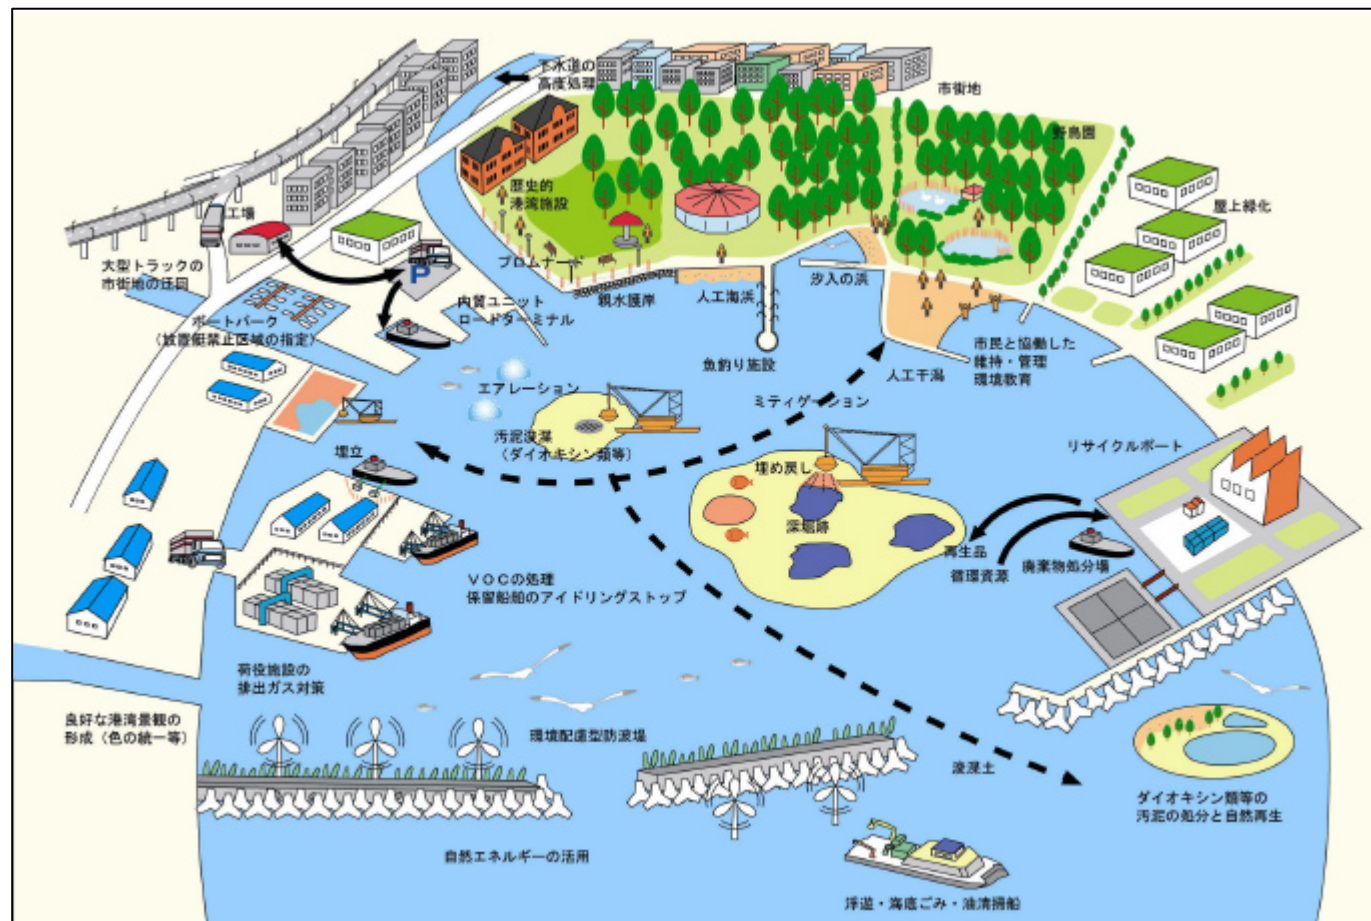 下水道の
高度処理
市街地
野鳥園
歴史的
港湾施設
工場
屋上緑化
大型トラックの
市街地の迂回
プロムナード
P
親水護岸
人工海浜
汐入の浜
内貿ユニット
ロードターミナル
ボートパーク
(放置艇禁止区域の指定)
魚釣り施設
人工干潟
市民と協働した
維持・管理
環境教育
エアレーション
ミティゲーション
汚泥浚渫
(ダイオキシン類等)
リサイクルポート
埋立
埋め戻し
深堀跡
再生品
循環資源
廃棄物処分場
VOCの処理
係留船舶のアイドリングストップ
荷役施設の
排出ガス対策
良好な港湾景観の
形成(色の統一等)
環境配慮型防波堤
浚渫土
ダイオキシン類等の
汚泥の処分と自然再生
自然エネルギーの活用
浮遊・海底ごみ・油清掃船